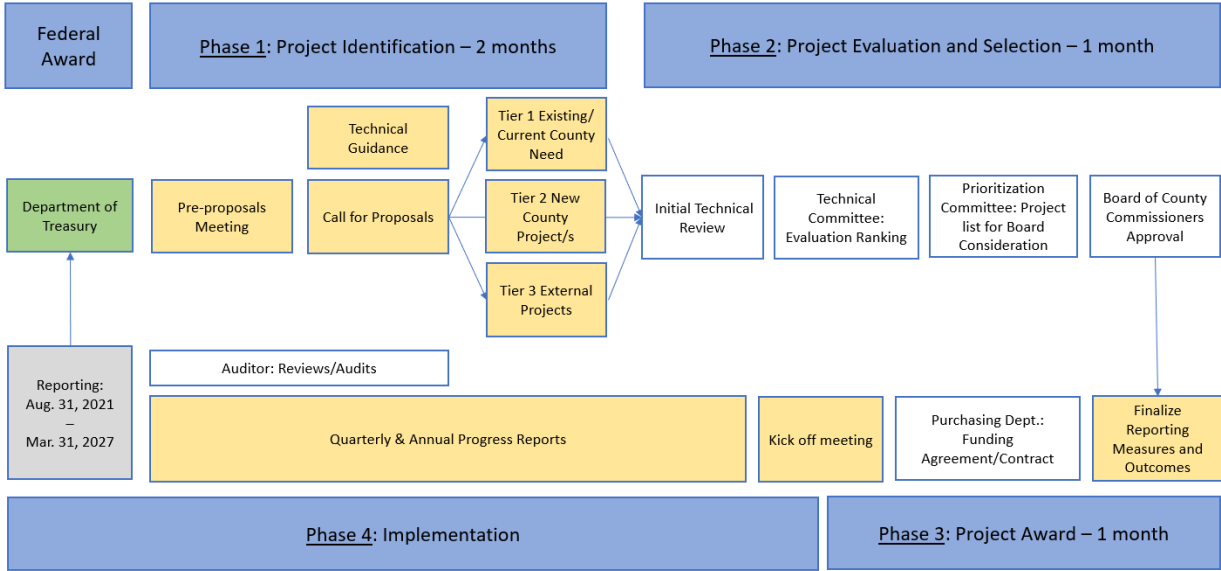 Federal
Award
Phase 1: Project Identification – 2 months
Phase 2: Project Evaluation and Selection – 1 month
Technical
Guidance
Tier 1 Existing/
Current County
Need
Department of
Treasury
Pre-proposals
Meeting
Call for Proposals
Tier 2 New
County
Project/s
Initial Technical
Review
Technical
Committee:
Evaluation Ranking
Prioritization
Committee: Project
list for Board
Consideration
Board of County
Commissioners
Approval
Tier 3 External
Projects
Reporting:
Aug. 31, 2021
–
Mar. 31, 2027
Auditor: Reviews/Audits
Quarterly & Annual Progress Reports
Kick off meeting
Purchasing Dept.:
Funding
Agreement/Contract
Finalize
Reporting
Measures and
Outcomes
Phase 4: Implementation
Phase 3: Project Award – 1 month